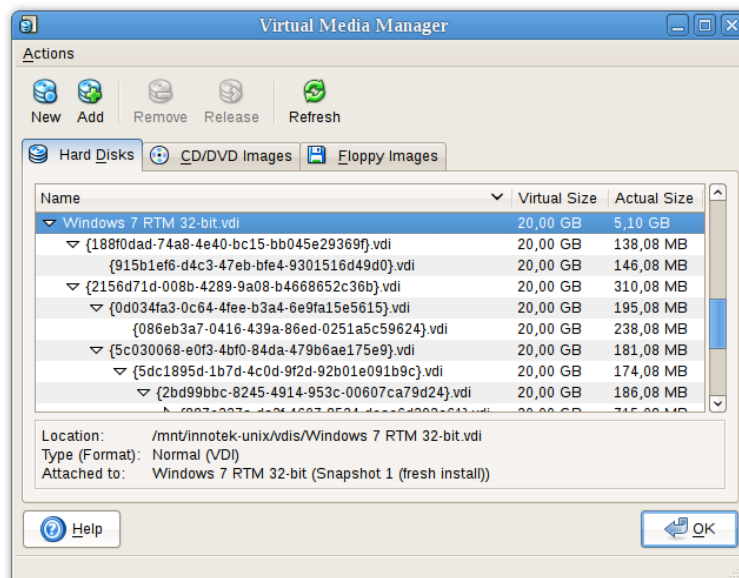 Virtual Media Manager
Actions
New Add Remove Release Refresh
Hard Disks CD/DVD Images Floppy Images
Name Virtual Size Actual Size
Windows 7 RTM 32-bit.vdi 20,00 GB 5,10 GB
{188f0dad-74a8-4e40-bc15-bb045e29369f}.vdi 20,00 GB 138,08 MB
{915b1ef6-d4c3-47eb-bfe4-9301516d49d0}.vdi 20,00 GB 146,08 MB
{2156d71d-008b-4289-9a08-b4668652c36b}.vdi 20,00 GB 310,08 MB
{0d034fa3-0c64-4fee-b3a4-6e9fa15e5615}.vdi 20,00 GB 195,08 MB
{086eb3a7-0416-439a-86ed-0251a5c59624}.vdi 20,00 GB 238,08 MB
{5c030068-e0f3-4bf0-84da-479b6ae175e9}.vdi 20,00 GB 181,08 MB
{5dc1895d-1b7d-4c0d-9f2d-92b01e091b9c}.vdi 20,00 GB 174,08 MB
{2bd99bbc-8245-4914-953c-00607ca79d24}.vdi 20,00 GB 186,08 MB
20,00 GB 715,08 MB
Location: /mnt/innotek-unix/vdis/Windows 7 RTM 32-bit.vdi
Type (Format): Normal (VDI)
Attached to: Windows 7 RTM 32-bit (Snapshot 1 (fresh install))
Help OK